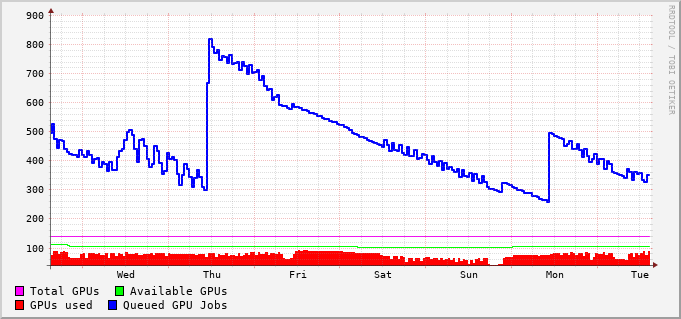 900
800
700
600
500
400
300
200
100
Wed Thu Fri Sat Sun Mon Tue
Total GPUs Available GPUs
GPUs used Queued GPU Jobs
RRDTOOL / TOBI OETIKER